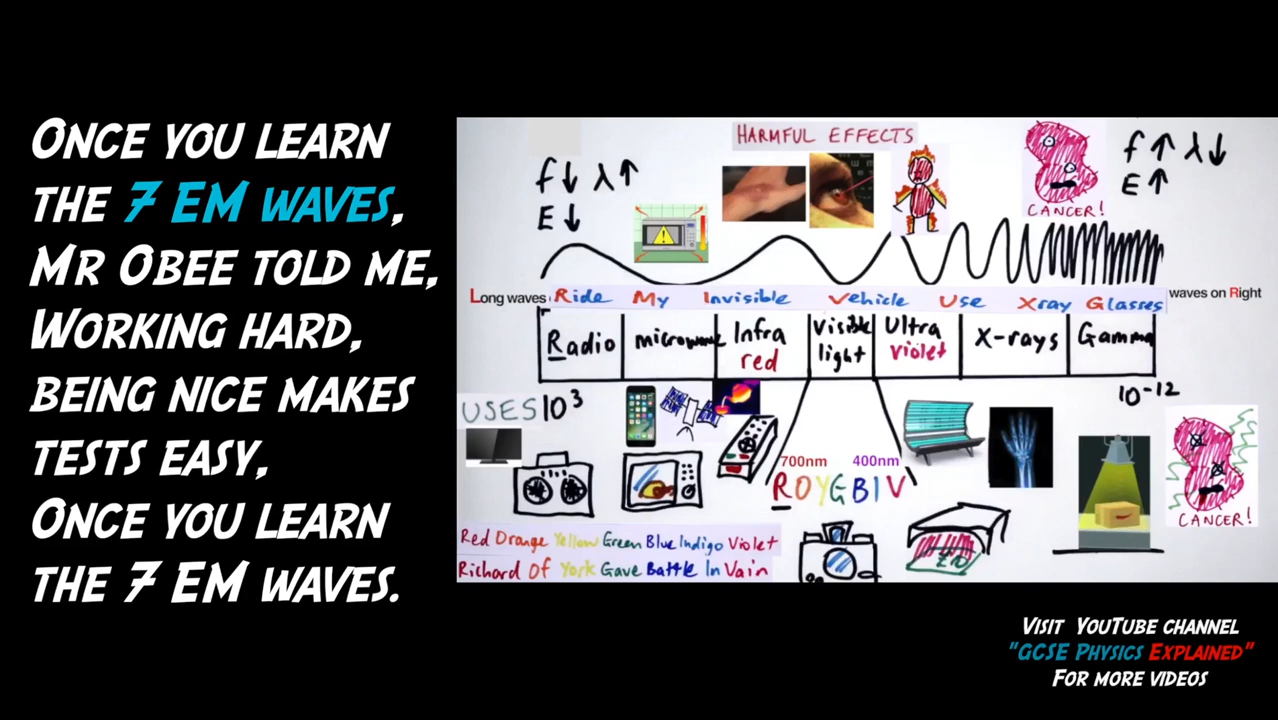 ONCE YOU LEARN
THE 7 EM WAVES,
MR OBEE TOLD ME,
WORKING HARD,
BEING NICE MAKES
TESTS EASY,
ONCE YOU LEARN
THE 7 EM WAVES.
HARMFUL EFFECTS
f↓ λ↑
E↓
f↑ λ↓
E↑
CANCER!
Long waves Ride My Invisible Vehicle Use Xray Glasses waves on Right
Radio microwave Infra red Visible light Ultra violet X-rays Gamma
USES 10³
10⁻¹²
700nm 400nm
ROYGBIV
CANCER!
Red Orange Yellow Green Blue Indigo Violet
Richard Of York Gave Battle In Vain
VISIT YOUTUBE CHANNEL
"GCSE PHYSICS EXPLAINED"
FOR MORE VIDEOS